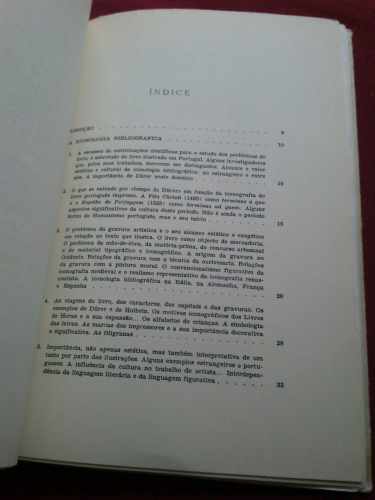 ÍNDICE
9
A ICONOLOGIA BIBLIOGRÁFICA 10
1. A escassez de contribuições científicas para o estudo dos problemas do
livro, e sobretudo do livro ilustrado em Portugal. Alguns investigadores
que, pelos seus trabalhos, merecem ser distinguidos. Alcance e valor
estético e cultural da iconologia bibliográfica: no estrangeiro e entre
nós. A importância de Dürer neste domínio 10
2. O que se entende por «tempo de Dürer» em função da iconografia do
livro português impresso. A Vita Christi (1495) como terminus a quo
e o Espelho de Perfeyçam (1533) como terminus ad quem. Alguns
aspectos significativos da cultura deste período. Não é ainda o período
áureo do Humanismo português, mas o seu início 15
3. O problema da gravura artística e o seu alcance estético e exegético
em relação ao texto que ilustra. O livro como objecto de mercadoria.
O problema da mão-de-obra, da matéria-prima, do concurso artesanal
e do material tipográfico e iconográfico. A origem da gravura no
Ocidente. Relações da gravura com a técnica da ourivesaria. Relações
da gravura com a pintura mural. O convencionalismo figurativo da
iconografia medieval e o realismo representativo da iconografia renas-
centista. A iconologia bibliográfica na Itália, na Alemanha, França
e Espanha 20
4. As viagens do livro, dos caracteres, das capitais e das gravuras. Os
exemplos de Dürer e de Holbein. Os motivos iconográficos dos Livros
de Horas e a sua expansão... Os alfabetos de crianças. A simbologia
das letras. As marcas dos impressores e a sua importância decorativa
e significativa. As filigranas 28
5. Importância, não apenas estética, mas também interpretativa de um
texto por parte das ilustrações. Alguns exemplos estrangeiros e portu-
gueses. A influência da cultura no trabalho do artista... Interdepen-
dência da linguagem literária e da linguagem figurativa 33